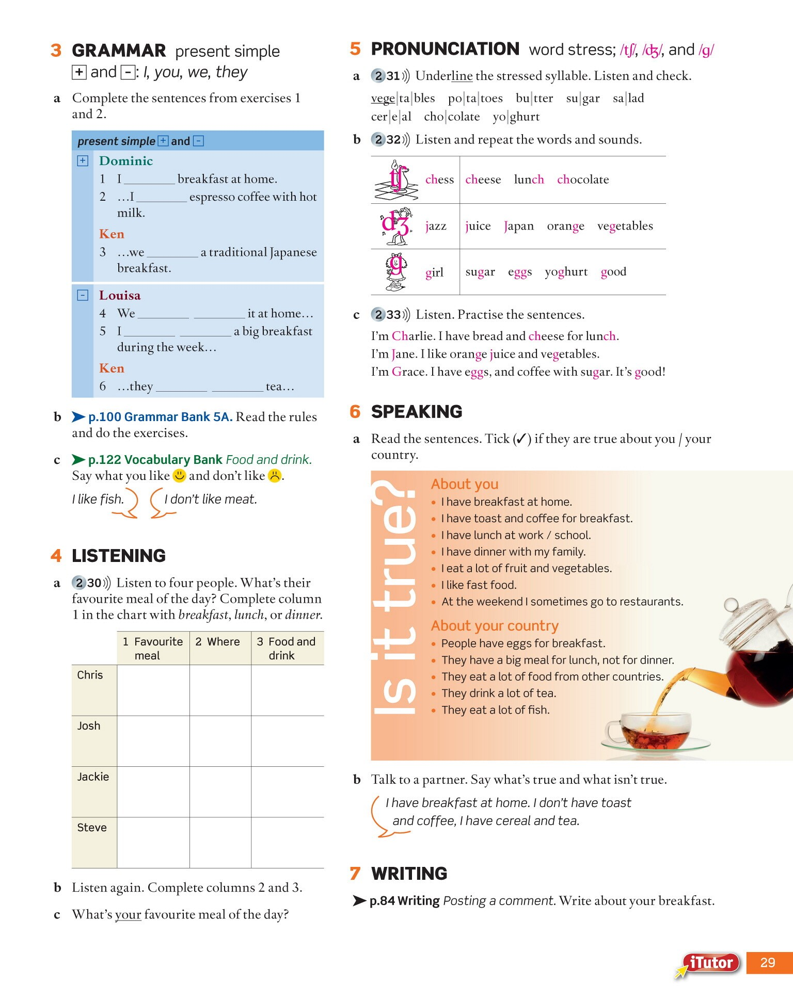 3 GRAMMAR present simple
+ and -: I, you, we, they
a Complete the sentences from exercises 1
and 2.
present simple + and -
+ Dominic
1 I ________ breakfast at home.
2 …I ________ espresso coffee with hot
milk.
Ken
3 …we ________ a traditional Japanese
breakfast.
- Louisa
4 We ________ ________ it at home…
5 I ________ ________ a big breakfast
during the week…
Ken
6 …they ________ ________ tea…
b p.100 Grammar Bank 5A. Read the rules
and do the exercises.
c p.122 Vocabulary Bank Food and drink.
Say what you like and don't like .
I like fish. I don't like meat.
4 LISTENING
a 2 30 Listen to four people. What's their
favourite meal of the day? Complete column
1 in the chart with breakfast, lunch, or dinner.
1 Favourite meal 2 Where 3 Food and drink
Chris
Josh
Jackie
Steve
b Listen again. Complete columns 2 and 3.
c What's your favourite meal of the day?
5 PRONUNCIATION word stress; /tʃ/, /dʒ/, and /g/
a 2 31 Underline the stressed syllable. Listen and check.
vege|ta|bles po|ta|toes bu|tter su|gar sa|lad
cer|e|al cho|colate yo|ghurt
b 2 32 Listen and repeat the words and sounds.
tʃ chess cheese lunch chocolate
dʒ jazz juice Japan orange vegetables
g girl sugar eggs yoghurt good
c 2 33 Listen. Practise the sentences.
I'm Charlie. I have bread and cheese for lunch.
I'm Jane. I like orange juice and vegetables.
I'm Grace. I have eggs, and coffee with sugar. It's good!
6 SPEAKING
a Read the sentences. Tick (✓) if they are true about you / your
country.
Is it true?
About you
• I have breakfast at home.
• I have toast and coffee for breakfast.
• I have lunch at work / school.
• I have dinner with my family.
• I eat a lot of fruit and vegetables.
• I like fast food.
• At the weekend I sometimes go to restaurants.
About your country
• People have eggs for breakfast.
• They have a big meal for lunch, not for dinner.
• They eat a lot of food from other countries.
• They drink a lot of tea.
• They eat a lot of fish.
b Talk to a partner. Say what's true and what isn't true.
I have breakfast at home. I don't have toast
and coffee, I have cereal and tea.
7 WRITING
p.84 Writing Posting a comment. Write about your breakfast.
iTutor 29